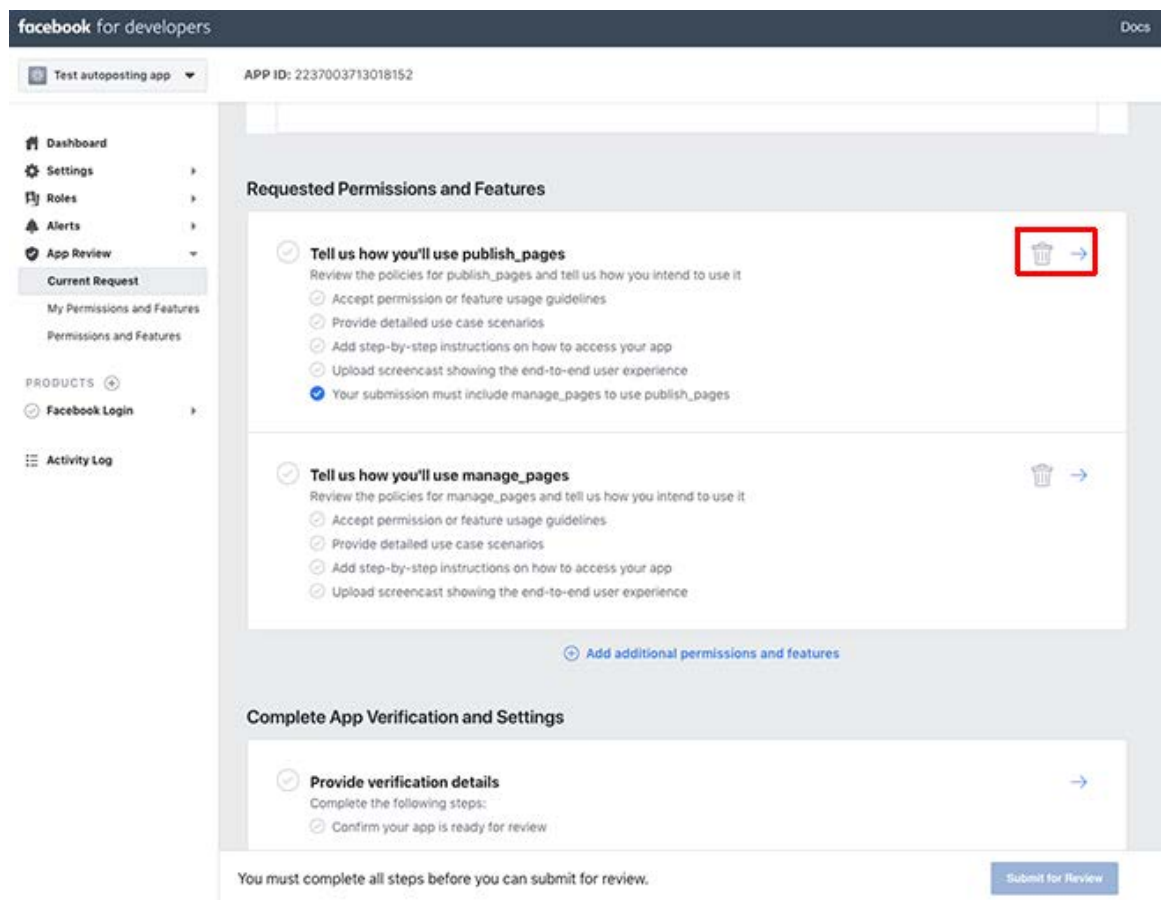 facebook for developers
Docs
Test autoposting app
APP ID: 2237003713018152
Dashboard
Settings
Roles
Alerts
App Review
Current Request
My Permissions and Features
Permissions and Features
PRODUCTS
Facebook Login
Activity Log
Requested Permissions and Features
Tell us how you'll use publish_pages
Review the policies for publish_pages and tell us how you intend to use it
Accept permission or feature usage guidelines
Provide detailed use case scenarios
Add step-by-step instructions on how to access your app
Upload screencast showing the end-to-end user experience
Your submission must include manage_pages to use publish_pages
Tell us how you'll use manage_pages
Review the policies for manage_pages and tell us how you intend to use it
Accept permission or feature usage guidelines
Provide detailed use case scenarios
Add step-by-step instructions on how to access your app
Upload screencast showing the end-to-end user experience
Add additional permissions and features
Complete App Verification and Settings
Provide verification details
Complete the following steps:
Confirm your app is ready for review
You must complete all steps before you can submit for review.
Submit for Review